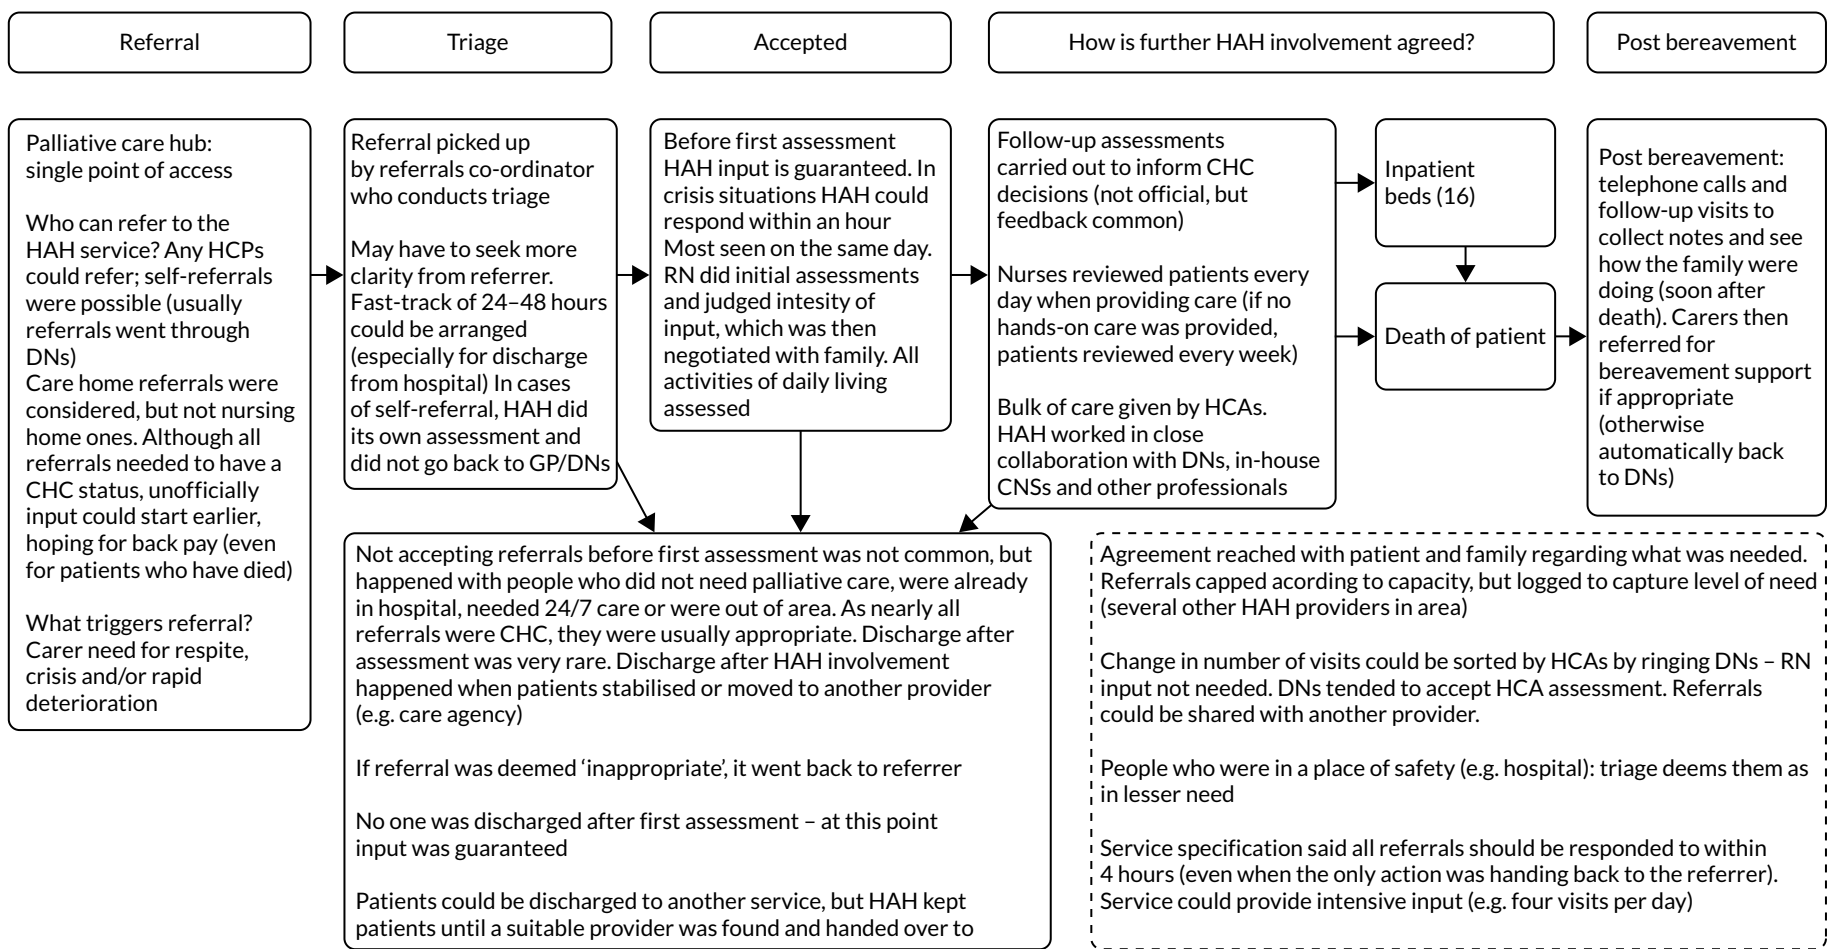 Referral
Triage
Accepted
How is further HAH involvement agreed?
Post bereavement
Palliative care hub:
single point of access
Who can refer to the
HAH service? Any HCPs
could refer; self-referrals
were possible (usually
referrals went through
DNs)
Care home referrals were
considered, but not nursing
home ones. Although all
referrals needed to have a
CHC status, unofficially
input could start earlier,
hoping for back pay (even
for patients who have died)
What triggers referral?
Carer need for respite,
crisis and/or rapid
deterioration
Referral picked up
by referrals co-ordinator
who conducts triage
May have to seek more
clarity from referrer.
Fast-track of 24–48 hours
could be arranged
(especially for discharge
from hospital) In cases
of self-referral, HAH did
its own assessment and
did not go back to GP/DNs
Before first assessment
HAH input is guaranteed. In
crisis situations HAH could
respond within an hour
Most seen on the same day.
RN did initial assessments
and judged intesity of
input, which was then
negotiated with family. All
activities of daily living
assessed
Follow-up assessments
carried out to inform CHC
decisions (not official, but
feedback common)
Nurses reviewed patients every
day when providing care (if no
hands-on care was provided,
patients reviewed every week)
Bulk of care given by HCAs.
HAH worked in close
collaboration with DNs, in-house
CNSs and other professionals
Inpatient
beds (16)
Death of patient
Post bereavement:
telephone calls and
follow-up visits to
collect notes and see
how the family were
doing (soon after
death). Carers then
referred for
bereavement support
if appropriate
(otherwise
automatically back
to DNs)
Not accepting referrals before first assessment was not common, but
happened with people who did not need palliative care, were already
in hospital, needed 24/7 care or were out of area. As nearly all
referrals were CHC, they were usually appropriate. Discharge after
assessment was very rare. Discharge after HAH involvement
happened when patients stabilised or moved to another provider
(e.g. care agency)
If referral was deemed ‘inappropriate’, it went back to referrer
No one was discharged after first assessment – at this point
input was guaranteed
Patients could be discharged to another service, but HAH kept
patients until a suitable provider was found and handed over to
Agreement reached with patient and family regarding what was needed.
Referrals capped acording to capacity, but logged to capture level of need
(several other HAH providers in area)
Change in number of visits could be sorted by HCAs by ringing DNs – RN
input not needed. DNs tended to accept HCA assessment. Referrals
could be shared with another provider.
People who were in a place of safety (e.g. hospital): triage deems them as
in lesser need
Service specification said all referrals should be responded to within
4 hours (even when the only action was handing back to the referrer).
Service could provide intensive input (e.g. four visits per day)